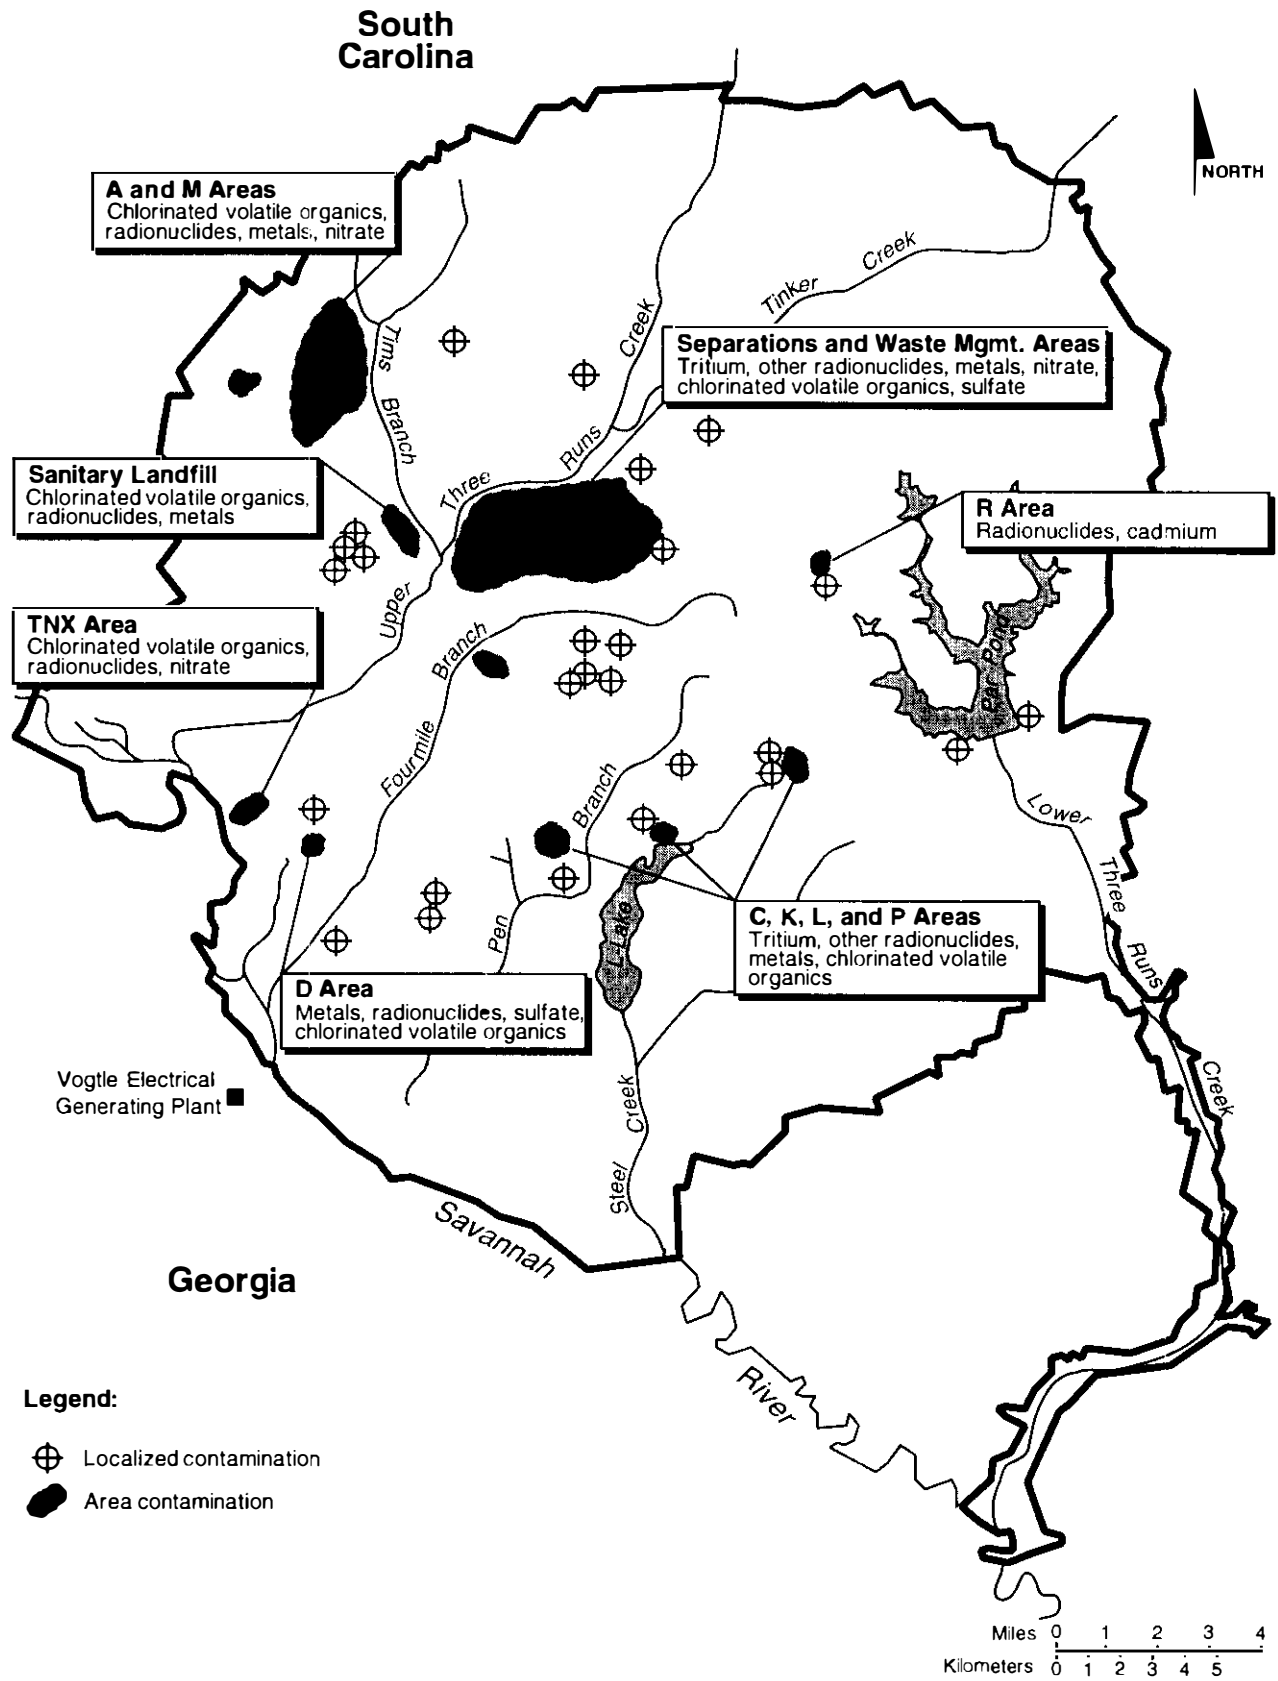 South
Carolina
NORTH
A and M Areas
Chlorinated volatile organics,
radionuclides, metals, nitrate
Tinker Creek
Tims Branch
Separations and Waste Mgmt. Areas
Tritium, other radionuclides, metals, nitrate,
chlorinated volatile organics, sulfate
Upper Three Runs Creek
Sanitary Landfill
Chlorinated volatile organics,
radionuclides, metals
R Area
Radionuclides, cadmium
TNX Area
Chlorinated volatile organics,
radionuclides, nitrate
Par Pond
Fourmile Branch
Pen Branch
Lower Three Runs Creek
L-Lake
C, K, L, and P Areas
Tritium, other radionuclides,
metals, chlorinated volatile
organics
D Area
Metals, radionuclides, sulfate,
chlorinated volatile organics
Vogtle Electrical
Generating Plant
Steel Creek
Savannah River
Georgia
Legend:
Localized contamination
Area contamination
Miles 0 1 2 3 4
Kilometers 0 1 2 3 4 5